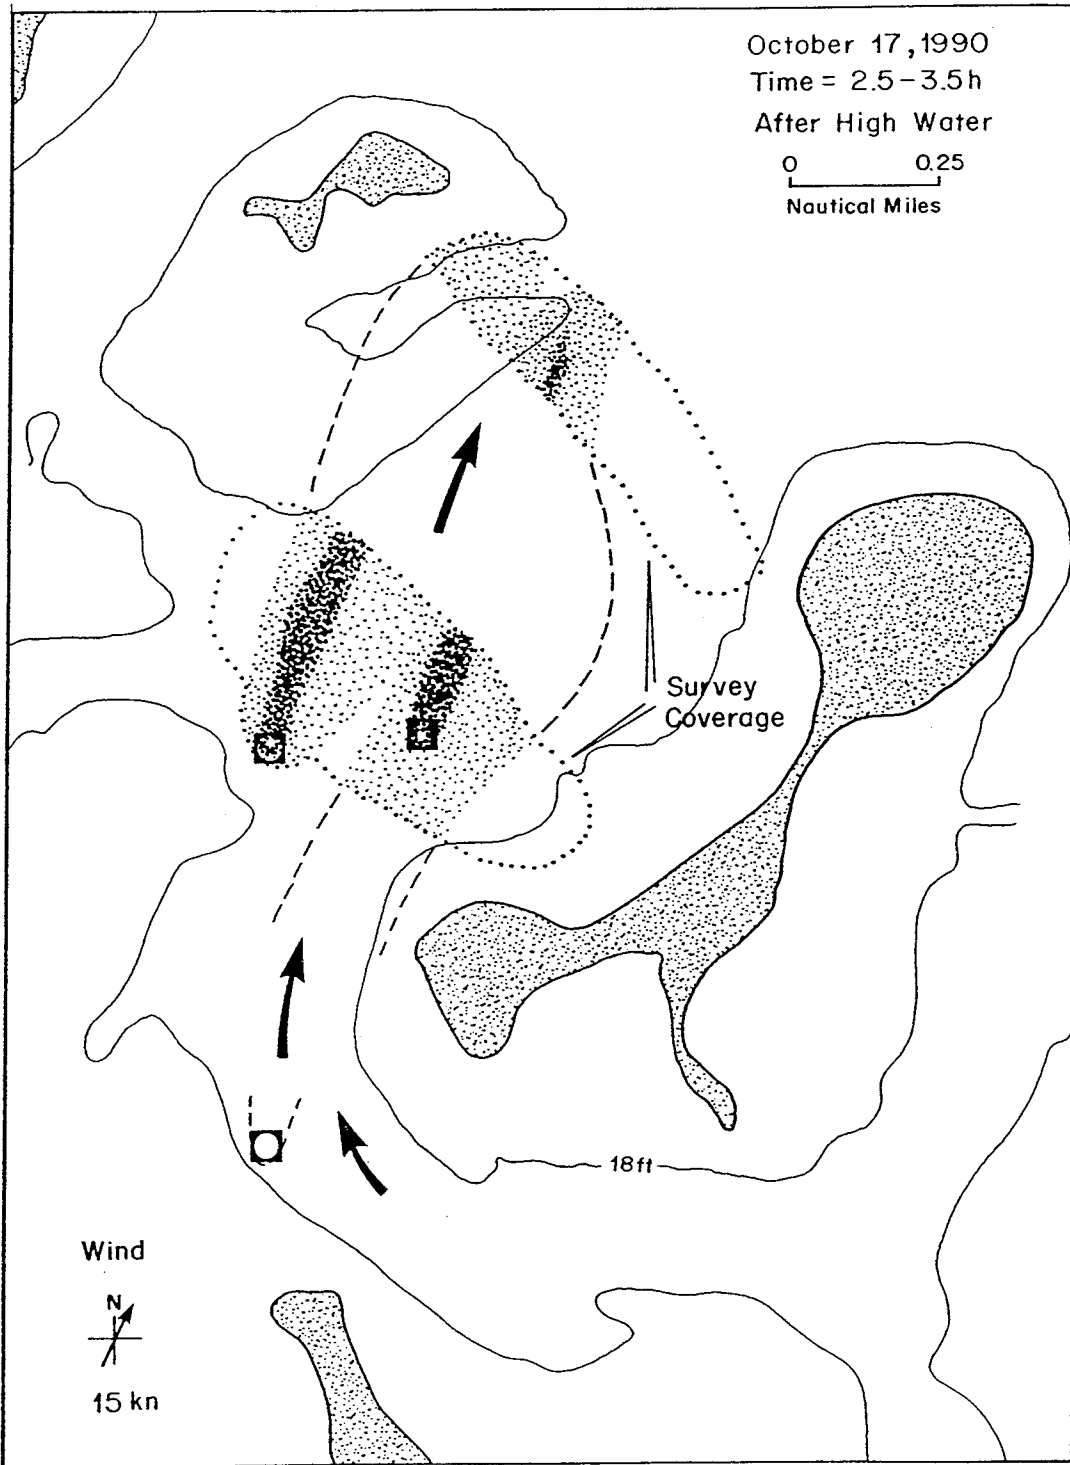 October 17, 1990
Time = 2.5-3.5h
After High Water
0 0.25
Nautical Miles
Survey
Coverage
18ft
Wind
N
15 kn